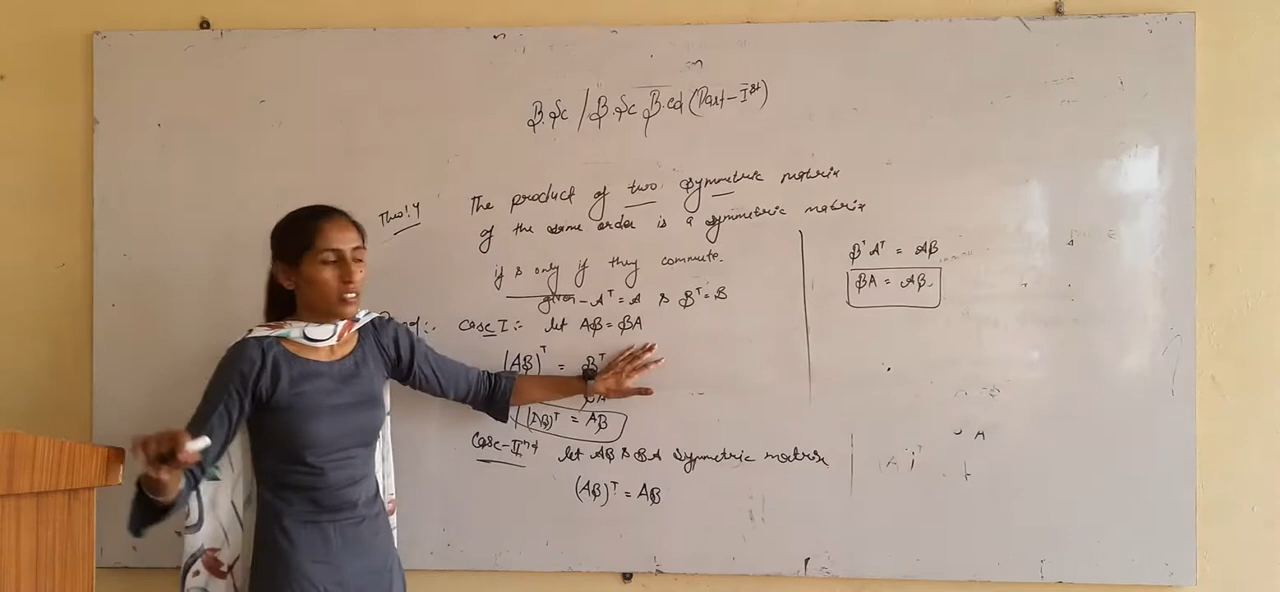 B.Sc / B.Sc B.ed (Part-Ist)
Theo:4 The product of two symmetric matrix
of the same order is a symmetric matrix
if & only if they commute.
given - Aᵀ = A & Bᵀ = B
Case I :- let AB = BA
(AB)ᵀ = Bᵀ
(AB)ᵀ = AB
Case-IInd let AB & BA symmetric matrix
(AB)ᵀ = AB
BᵀAᵀ = AB
BA = AB